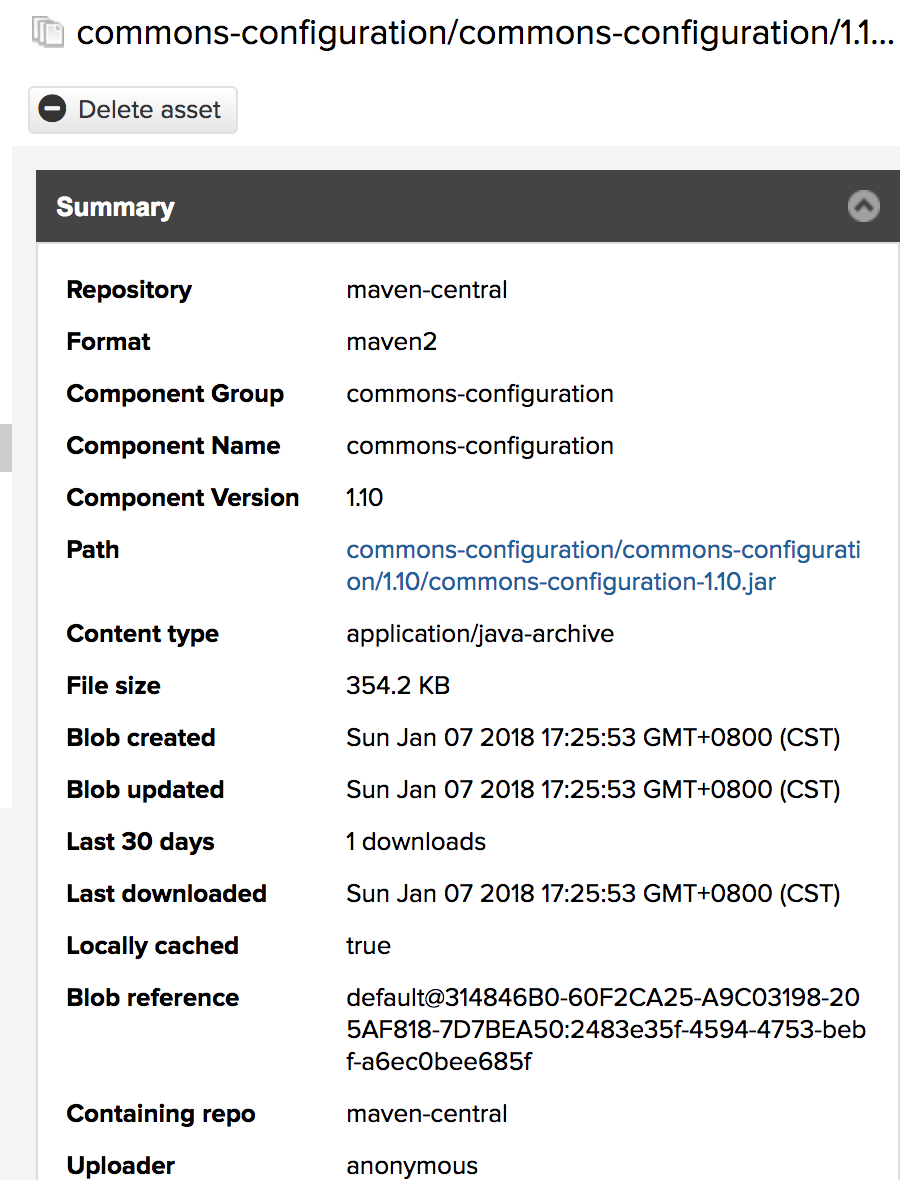 commons-configuration/commons-configuration/1.1...
Delete asset
Summary
Repository maven-central
Format maven2
Component Group commons-configuration
Component Name commons-configuration
Component Version 1.10
Path commons-configuration/commons-configurati
on/1.10/commons-configuration-1.10.jar
Content type application/java-archive
File size 354.2 KB
Blob created Sun Jan 07 2018 17:25:53 GMT+0800 (CST)
Blob updated Sun Jan 07 2018 17:25:53 GMT+0800 (CST)
Last 30 days 1 downloads
Last downloaded Sun Jan 07 2018 17:25:53 GMT+0800 (CST)
Locally cached true
Blob reference default@314846B0-60F2CA25-A9C03198-20
5AF818-7D7BEA50:2483e35f-4594-4753-beb
f-a6ec0bee685f
Containing repo maven-central
Uploader anonymous